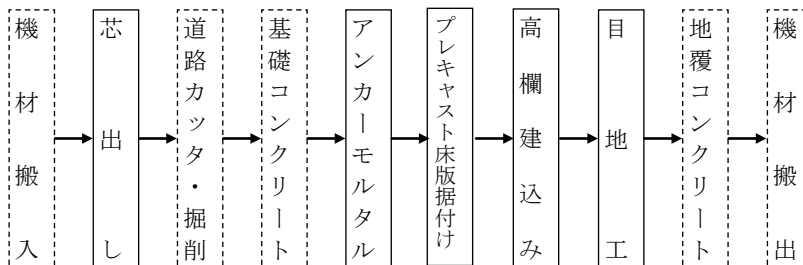 機材搬入
芯出し
道路カッタ・掘削
基礎コンクリート
アンカーモルタル
プレキャスト床版据付け
高欄建込み
目地工
地覆コンクリート
機材搬出